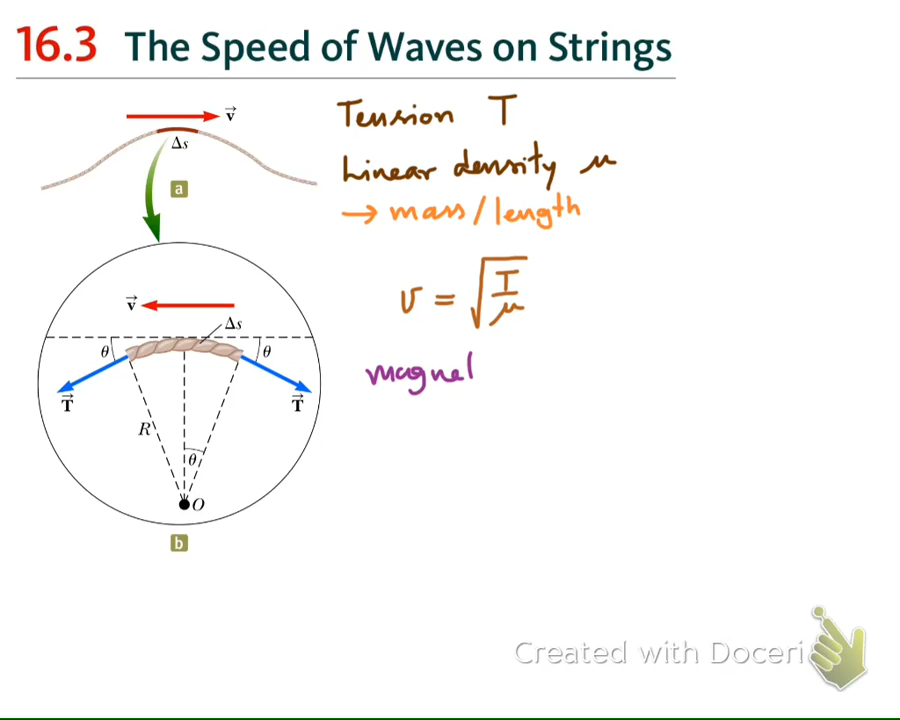 16.3 The Speed of Waves on Strings
v
Δs
a
Tension T
Linear density μ
→ mass/length
v = √(T/μ)
v
Δs
θ
θ
T
T
R
θ
O
b
magnel
Created with Doceri